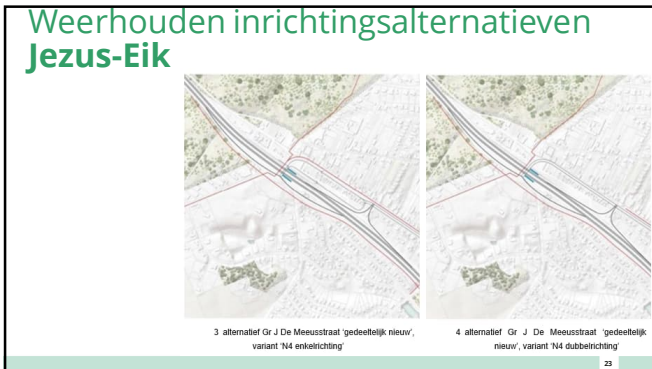 Weerhouden inrichtingsalternatieven
Jezus-Eik
3 alternatief Gr J De Meeusstraat 'gedeeltelijk nieuw',
variant 'N4 enkelrichting'
4 alternatief Gr J De Meeusstraat 'gedeeltelijk
nieuw', variant 'N4 dubbelrichting'
23